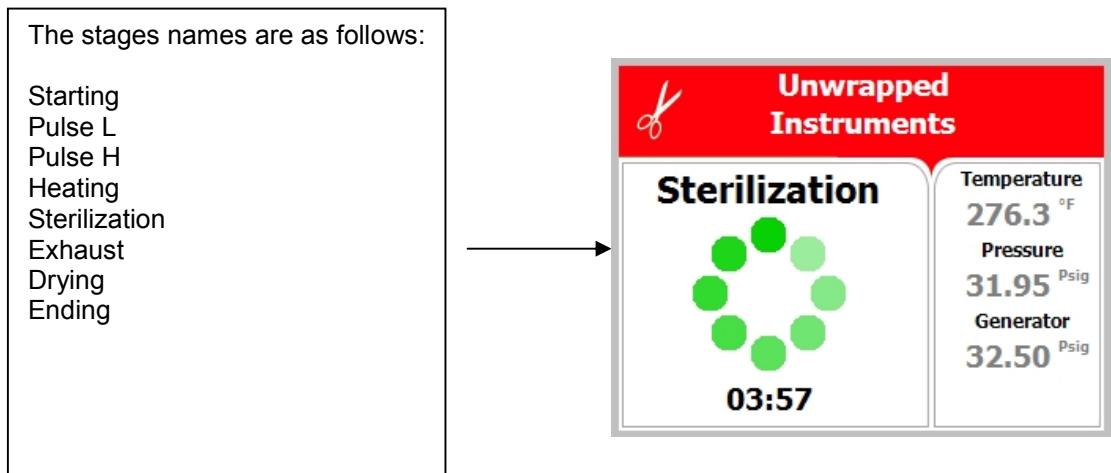 The stages names are as follows:
Starting
Pulse L
Pulse H
Heating
Sterilization
Exhaust
Drying
Ending
Unwrapped
Instruments
Sterilization
03:57
Temperature
276.3 °F
Pressure
31.95 Psig
Generator
32.50 Psig